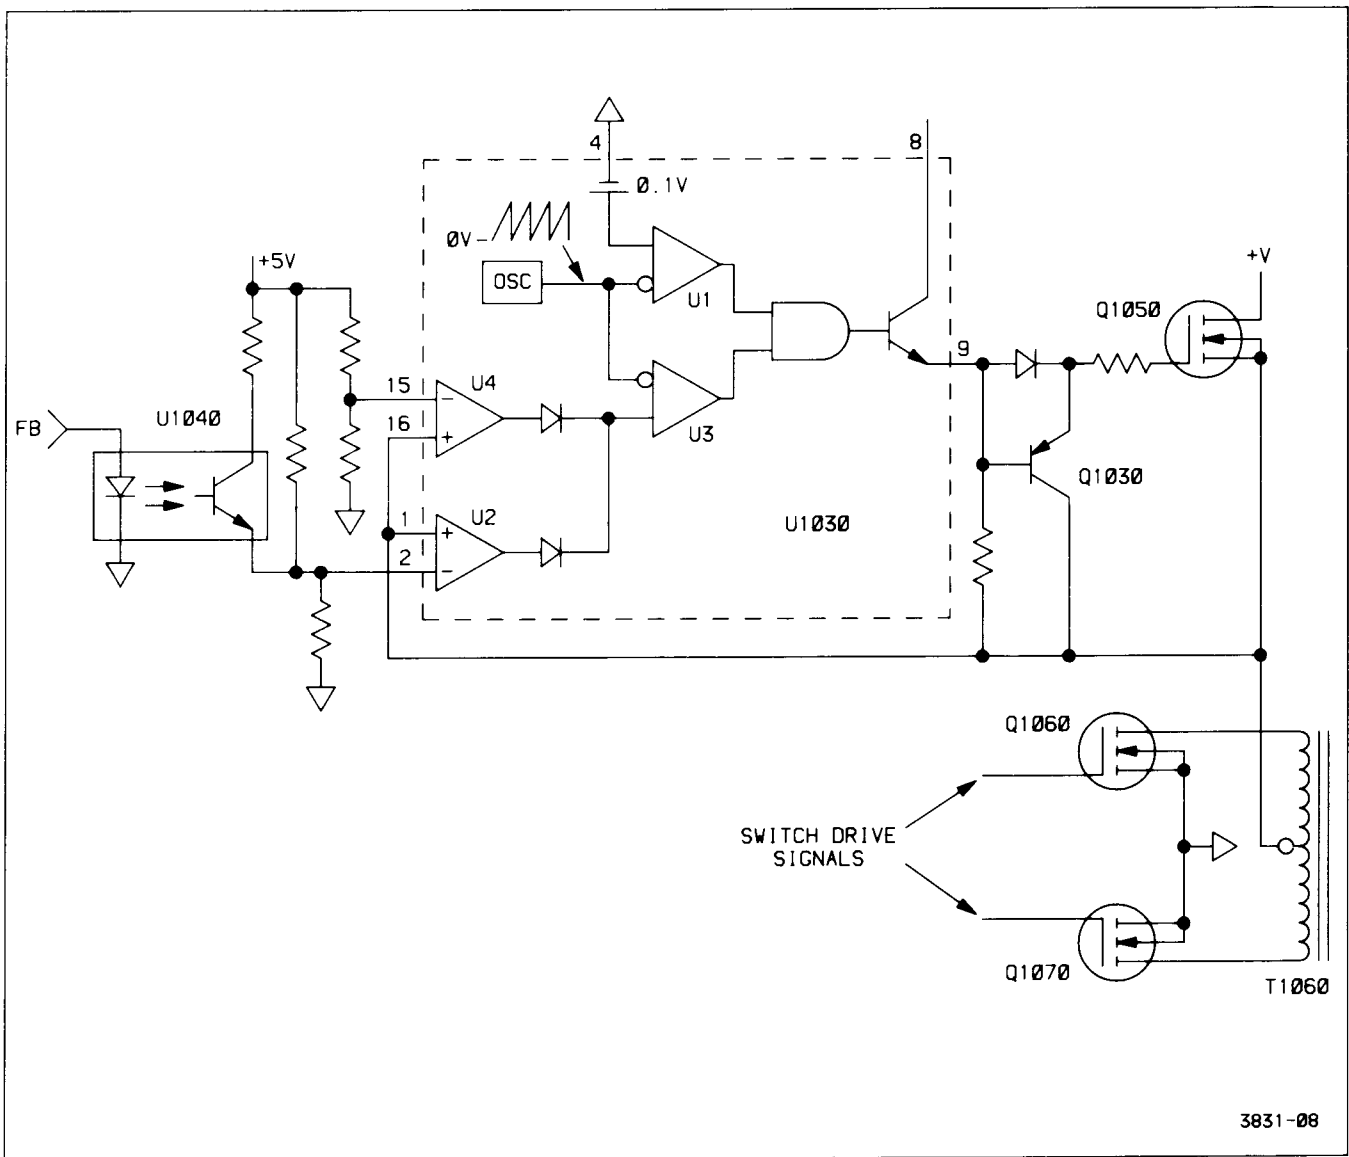 4
8
0.1V
0V
+5V
OSC
U1
+V
Q1050
9
15
U4
16
U3
FB
U1040
Q1030
1
U2
2
U1030
Q1060
SWITCH DRIVE
SIGNALS
Q1070
T1060
3831-08